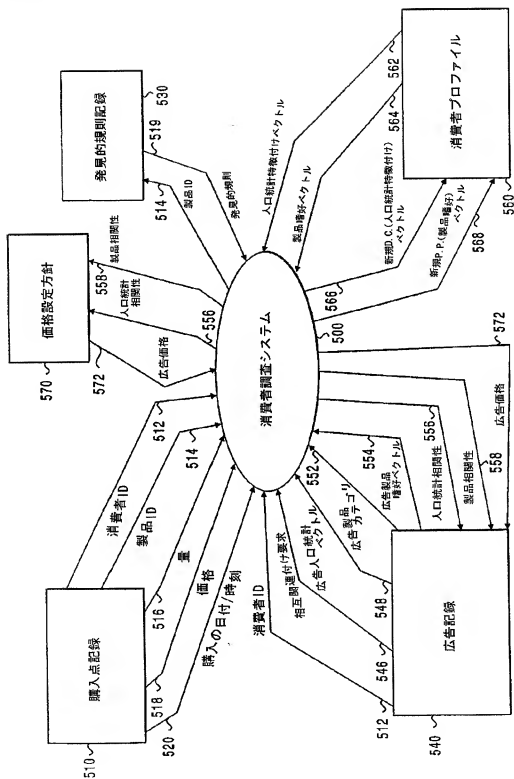 購入点記録
510
価格設定方針
570
発見的規則記録
530
消費者プロファイル
560
広告記録
540
消費者調査システム
500
消費者ID
512
製品ID
514
量
516
価格
518
購入の日付/時刻
520
広告価格
572
人口統計
相関性
556
製品相関性
558
製品ID
514
発見的規則
519
人口統計特徴付けベクトル
562
製品嗜好ベクトル
564
新規D.C.(人口統計特徴付け)
ベクトル
566
新規P.P.(製品嗜好)
ベクトル
568
消費者ID
512
相互関連付け要求
546
広告人口統計
ベクトル
548
広告製品
カテゴリ
552
広告製品
嗜好ベクトル
554
人口統計相関性
556
製品相関性
558
広告価格
572